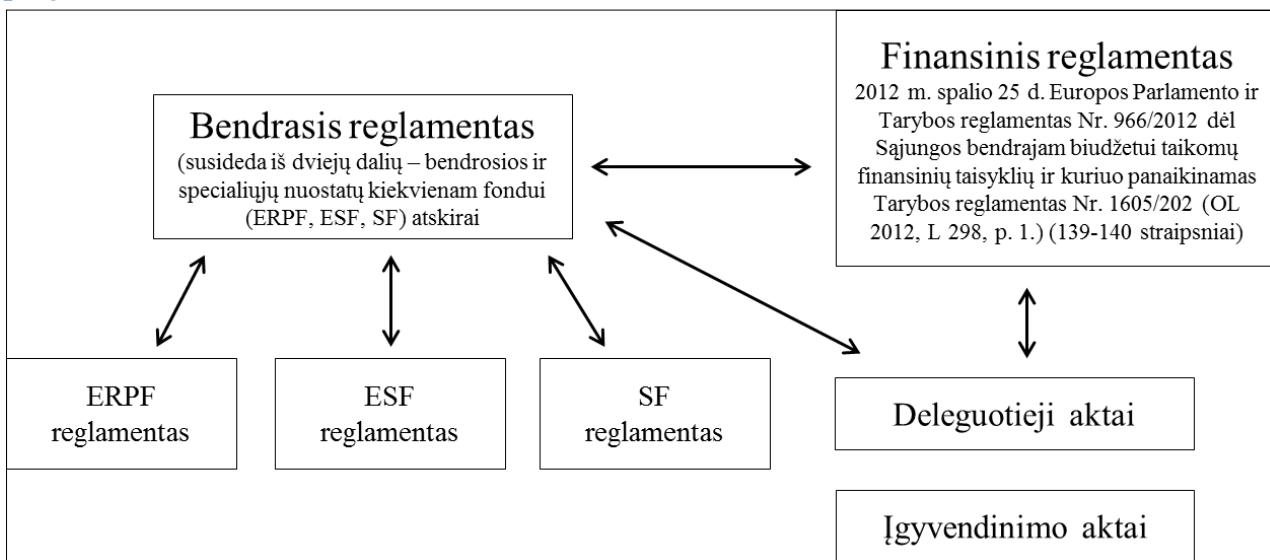 Finansinis reglamentas
2012 m. spalio 25 d. Europos Parlamento ir
Tarybos reglamentas Nr. 966/2012 dėl
Sąjungos bendrajam biudžetui taikomų
finansinių taisyklių ir kuriuo panaikinamas
Tarybos reglamentas Nr. 1605/202 (OL
2012, L 298, p. 1.) (139-140 straipsniai)
Bendrasis reglamentas
(susideda iš dviejų dalių – bendrosios ir
specialiųjų nuostatų kiekvienam fondui
(ERPF, ESF, SF) atskirai
ERPF
reglamentas
ESF
reglamentas
SF
reglamentas
Deleguotieji aktai
Įgyvendinimo aktai